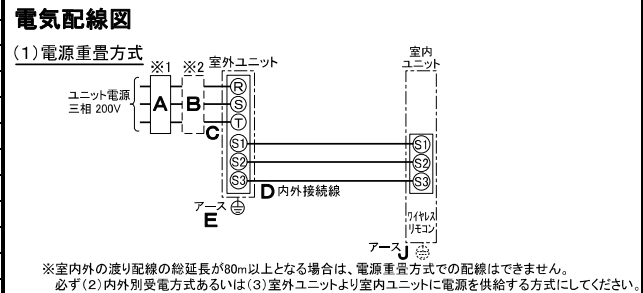 電気配線図
(1)電源重畳方式
※1
※2
室外ユニット
室内
ユニット
ユニット電源
三相 200V
A
B
C
R
S
T
S1
S2
S3
S1
S2
S3
D 内外接続線
アース
E
ワイヤレス
リモコン
アース J
※室内外の渡り配線の総延長が80m以上となる場合は、電源重畳方式での配線はできません。
必ず(2)内外別受電方式あるいは(3)室外ユニットより室内ユニットに電源を供給する方式にしてください。